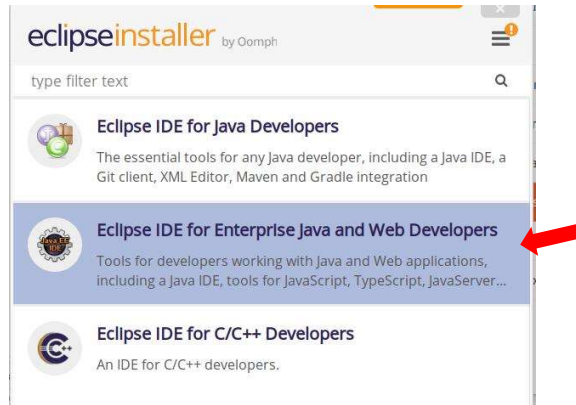 eclipseinstaller by Oomph
type filter text
Eclipse IDE for Java Developers
The essential tools for any Java developer, including a Java IDE, a
Git client, XML Editor, Maven and Gradle integration
Eclipse IDE for Enterprise Java and Web Developers
Java EE
IDE
Tools for developers working with Java and Web applications,
including a Java IDE, tools for JavaScript, TypeScript, JavaServer...
Eclipse IDE for C/C++ Developers
C++
An IDE for C/C++ developers.